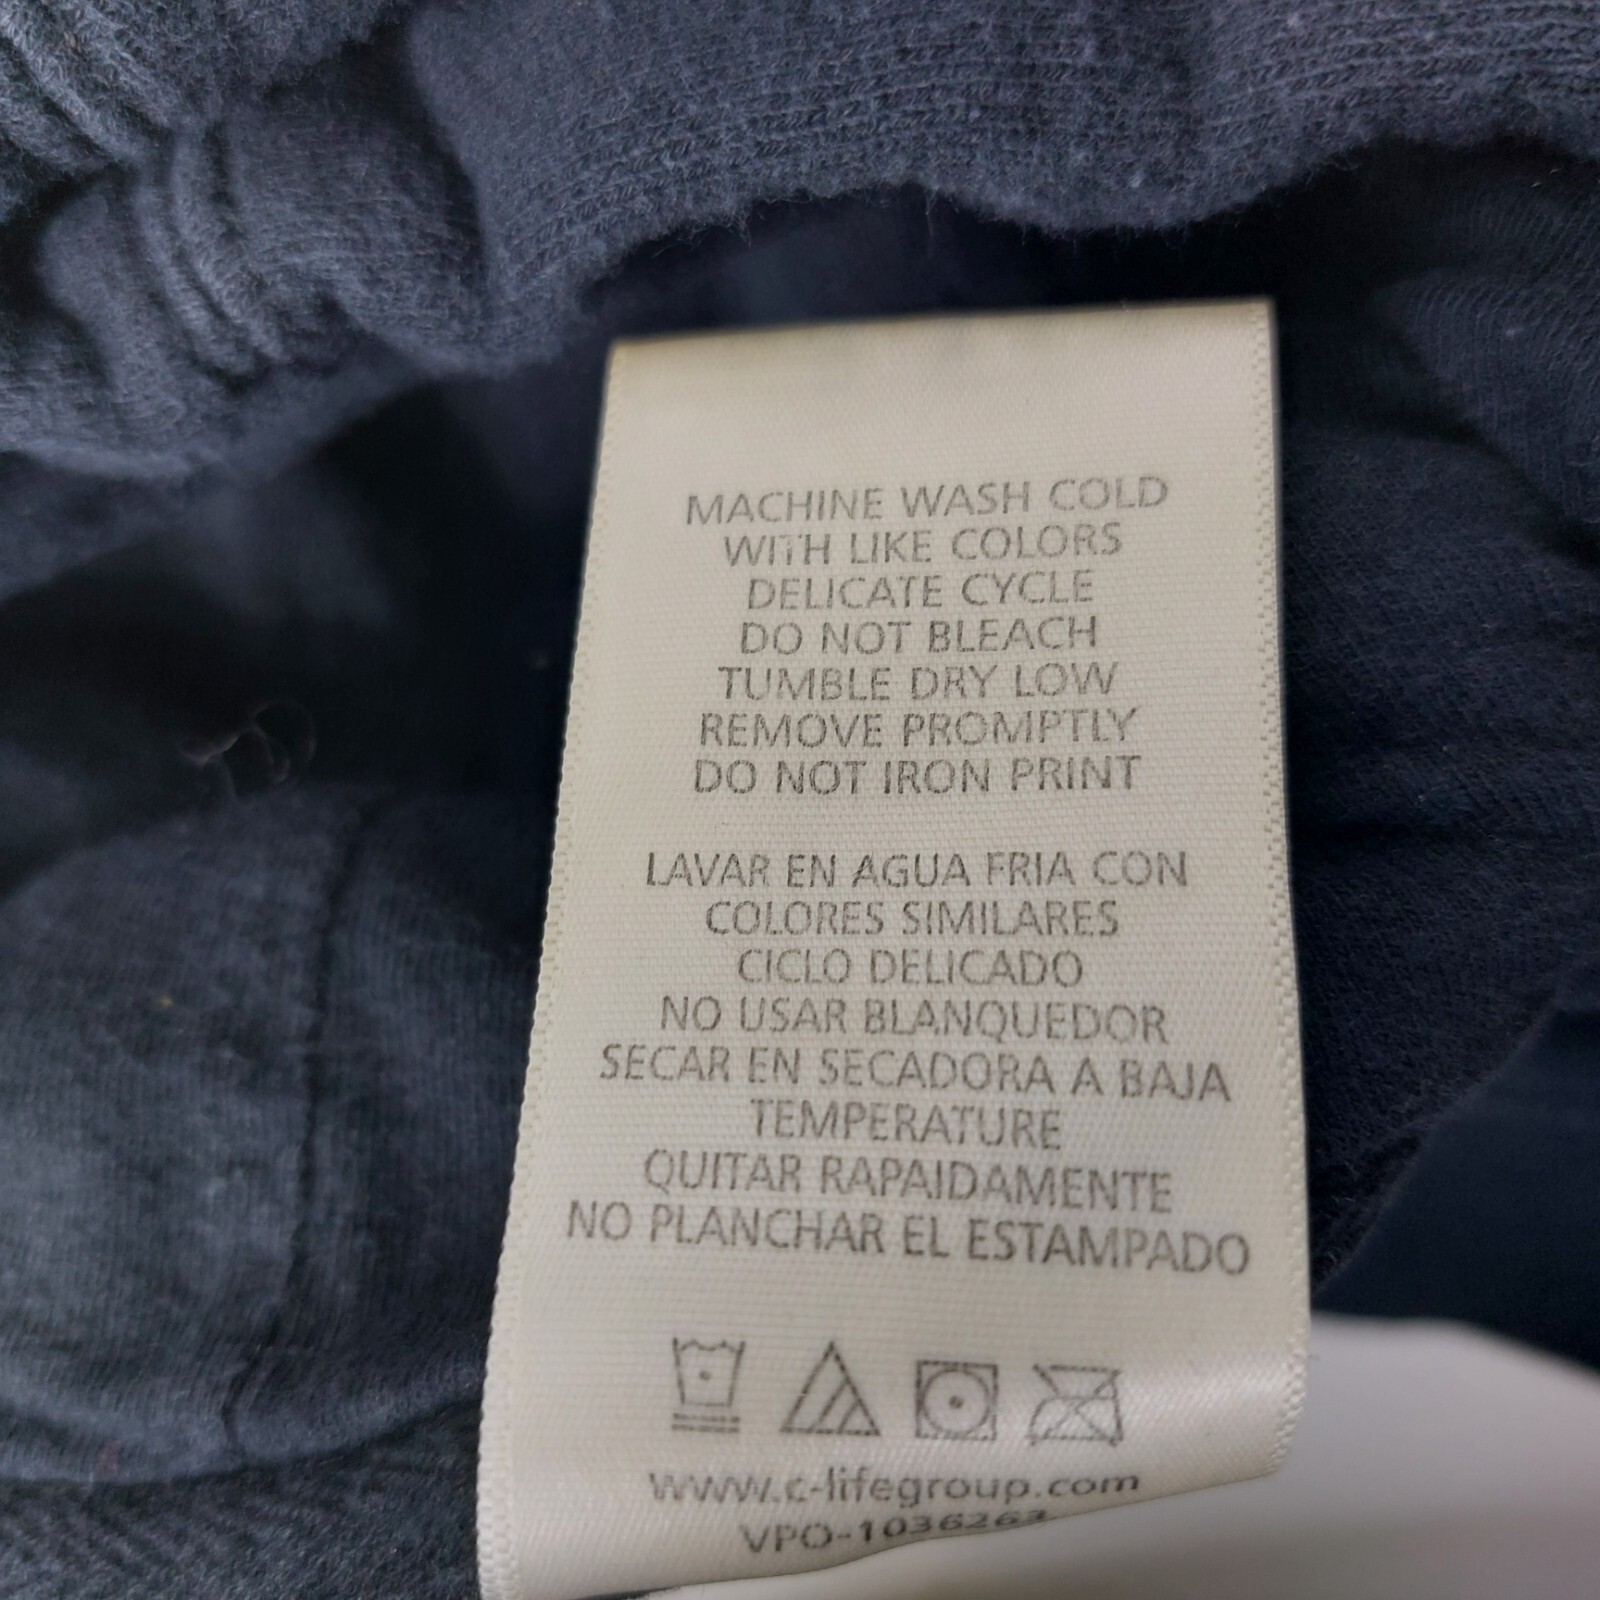 MACHINE WASH COLD
WITH LIKE COLORS
DELICATE CYCLE
DO NOT BLEACH
TUMBLE DRY LOW
REMOVE PROMPTLY
DO NOT IRON PRINT
LAVAR EN AGUA FRIA CON
COLORES SIMILARES
CICLO DELICADO
NO USAR BLANQUEDOR
SECAR EN SECADORA A BAJA
TEMPERATURE
QUITAR RAPAIDAMENTE
NO PLANCHAR EL ESTAMPADO
www.c-lifegroup.com
VPO-1036263